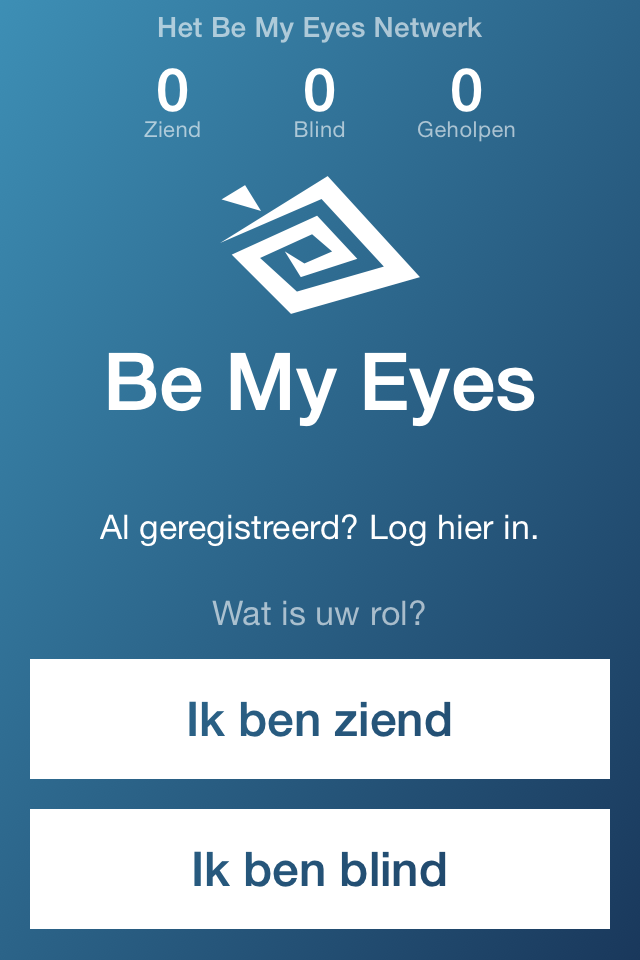 Het Be My Eyes Netwerk
0 0 0
Ziend Blind Geholpen
Be My Eyes
Al geregistreerd? Log hier in.
Wat is uw rol?
Ik ben ziend
Ik ben blind